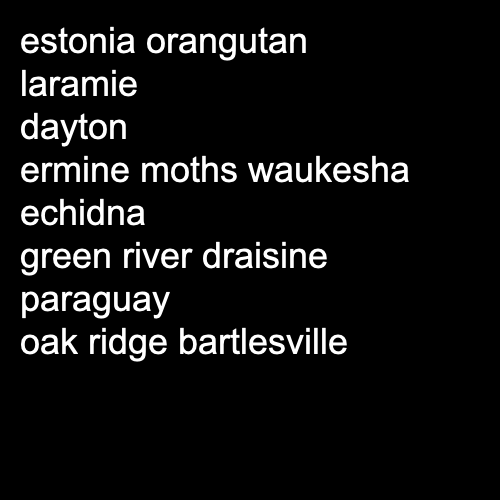 estonia orangutan
laramie
dayton
ermine moths waukesha
echidna
green river draisine
paraguay
oak ridge bartlesville